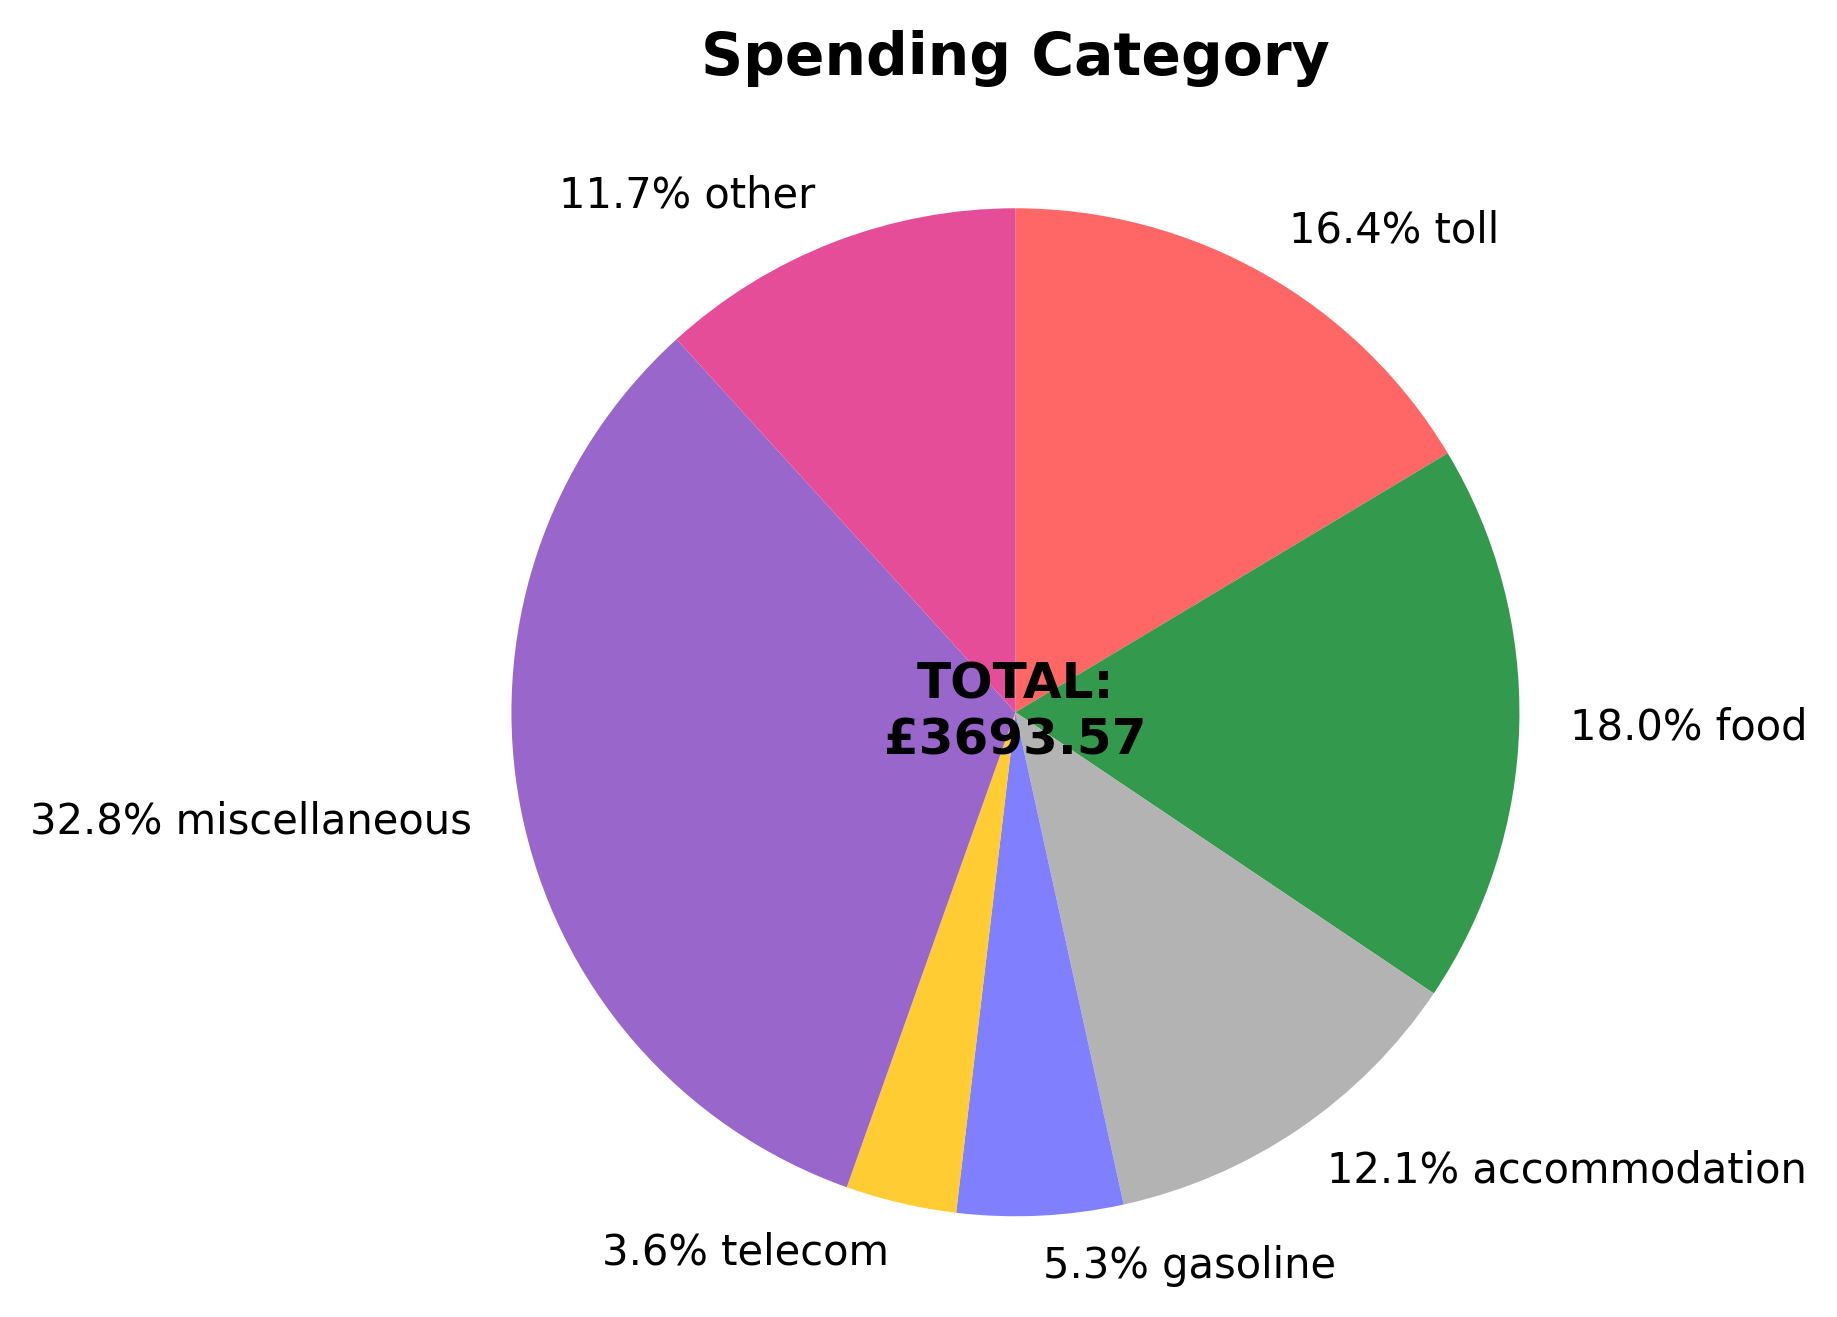 Spending Category
11.7% other
16.4% toll
TOTAL:
£3693.57
18.0% food
32.8% miscellaneous
12.1% accommodation
3.6% telecom
5.3% gasoline